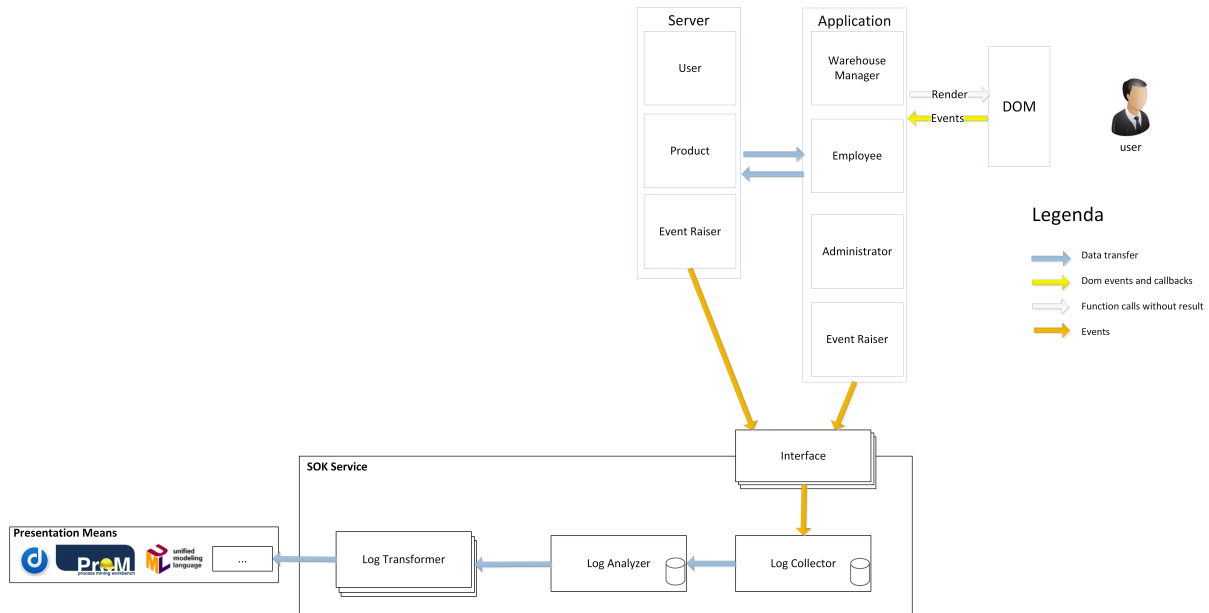 Server
User
Product
Event Raiser
Application
Warehouse
Manager
Employee
Administrator
Event Raiser
Render
Events
DOM
user
Legenda
Data transfer
Dom events and callbacks
Function calls without result
Events
Interface
SOK Service
Log Transformer
Log Analyzer
Log Collector
Presentation Means
ProM
process mining workbench
UML
unified
modeling
language
...